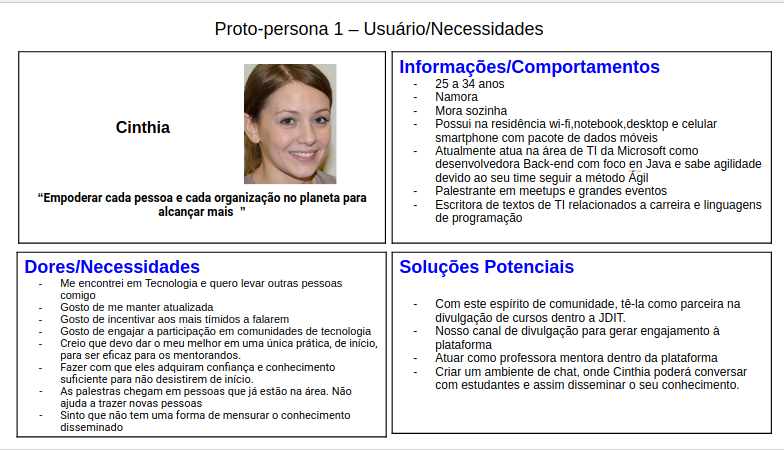 Proto-persona 1 – Usuário/Necessidades
Cinthia
“Empoderar cada pessoa e cada organização no planeta para
alcançar mais ”
Informações/Comportamentos
- 25 a 34 anos
- Namora
- Mora sozinha
- Possui na residência wi-fi,notebook,desktop e celular
smartphone com pacote de dados móveis
- Atualmente atua na área de TI da Microsoft como
desenvolvedora Back-end com foco en Java e sabe agilidade
devido ao seu time seguir a método Ágil
- Palestrante em meetups e grandes eventos
- Escritora de textos de TI relacionados a carreira e linguagens
de programação
Dores/Necessidades
- Me encontrei em Tecnologia e quero levar outras pessoas
comigo
- Gosto de me manter atualizada
- Gosto de incentivar aos mais tímidos a falarem
- Gosto de engajar a participação em comunidades de tecnologia
- Creio que devo dar o meu melhor em uma única prática, de início,
para ser eficaz para os mentorandos.
- Fazer com que eles adquiram confiança e conhecimento
suficiente para não desistirem de início.
- As palestras chegam em pessoas que já estão na área. Não
ajuda a trazer novas pessoas
- Sinto que não tem uma forma de mensurar o conhecimento
disseminado
Soluções Potenciais
- Com este espírito de comunidade, tê-la como parceira na
divulgação de cursos dentro a JDIT.
- Nosso canal de divulgação para gerar engajamento à
plataforma
- Atuar como professora mentora dentro da plataforma
- Criar um ambiente de chat, onde Cinthia poderá conversar
com estudantes e assim disseminar o seu conhecimento.